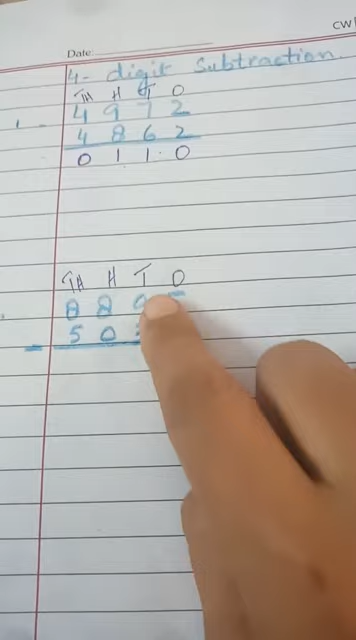 CW
Date:
4- digit Subtraction.
TH H T O
1. 4 9 7 2
4 8 6 2
0 1 1 0
TH H T O
8 8 9 5
- 5 0